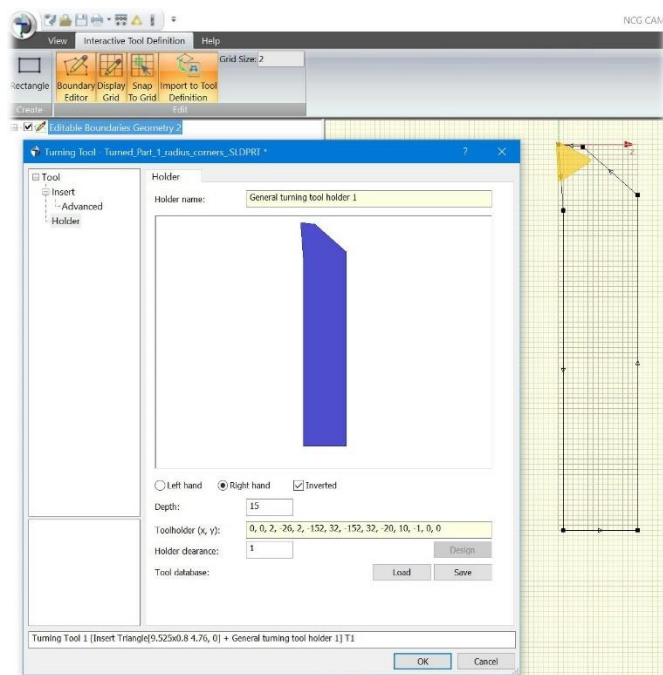 NCG CAM
View Interactive Tool Definition Help
Rectangle Boundary Editor Display Grid Snap To Grid Import to Tool Definition Grid Size: 2
Create Edit
Editable Boundaries Geometry 2
Turning Tool - Turned_Part_1_radius_corners_.SLDPRT * ? X
Tool
Insert
Advanced
Holder
Holder
Holder name: General turning tool holder 1
Left hand Right hand Inverted
Depth: 15
Toolholder (x, y): 0, 0, 2, -26, 2, -152, 32, -152, 32, -20, 10, -1, 0, 0
Holder clearance: 1 Design
Tool database: Load Save
Turning Tool 1 [Insert Triangle[9.525x0.8 4.76, 0] + General turning tool holder 1] T1
OK Cancel
Z